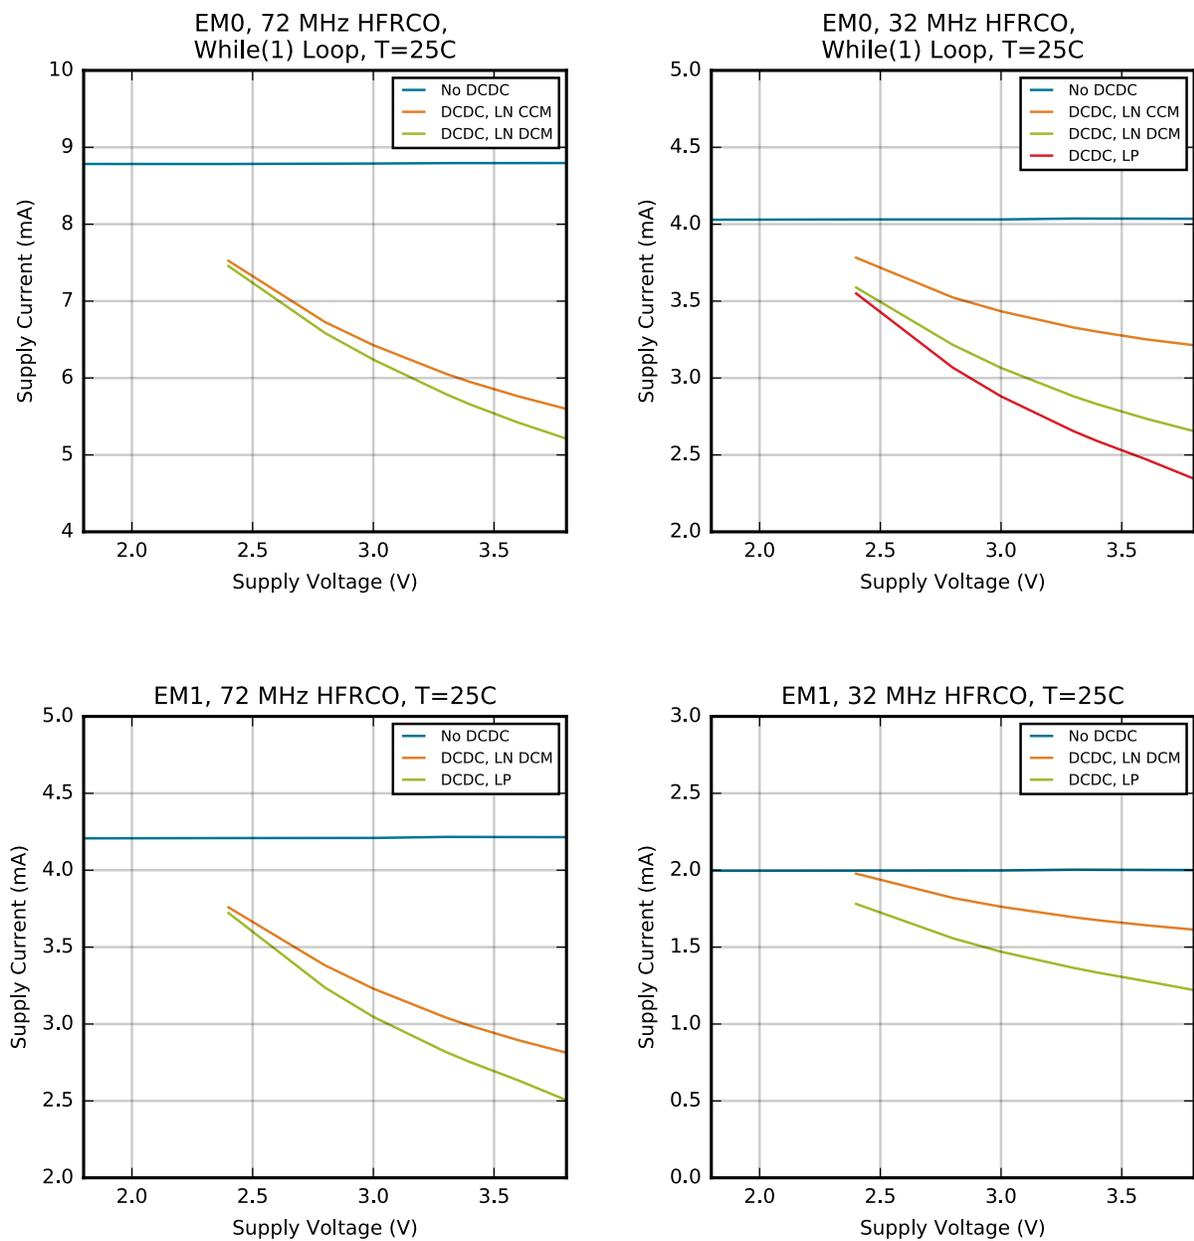 EM0, 72 MHz HFRCO,
While(1) Loop, T=25C
10
9
8
7
6
5
4
Supply Current (mA)
No DCDC
DCDC, LN CCM
DCDC, LN DCM
2.0 2.5 3.0 3.5
Supply Voltage (V)
EM0, 32 MHz HFRCO,
While(1) Loop, T=25C
5.0
4.5
4.0
3.5
3.0
2.5
2.0
Supply Current (mA)
No DCDC
DCDC, LN CCM
DCDC, LN DCM
DCDC, LP
2.0 2.5 3.0 3.5
Supply Voltage (V)
EM1, 72 MHz HFRCO, T=25C
5.0
4.5
4.0
3.5
3.0
2.5
2.0
Supply Current (mA)
No DCDC
DCDC, LN DCM
DCDC, LP
2.0 2.5 3.0 3.5
Supply Voltage (V)
EM1, 32 MHz HFRCO, T=25C
3.0
2.5
2.0
1.5
1.0
0.5
0.0
Supply Current (mA)
No DCDC
DCDC, LN DCM
DCDC, LP
2.0 2.5 3.0 3.5
Supply Voltage (V)